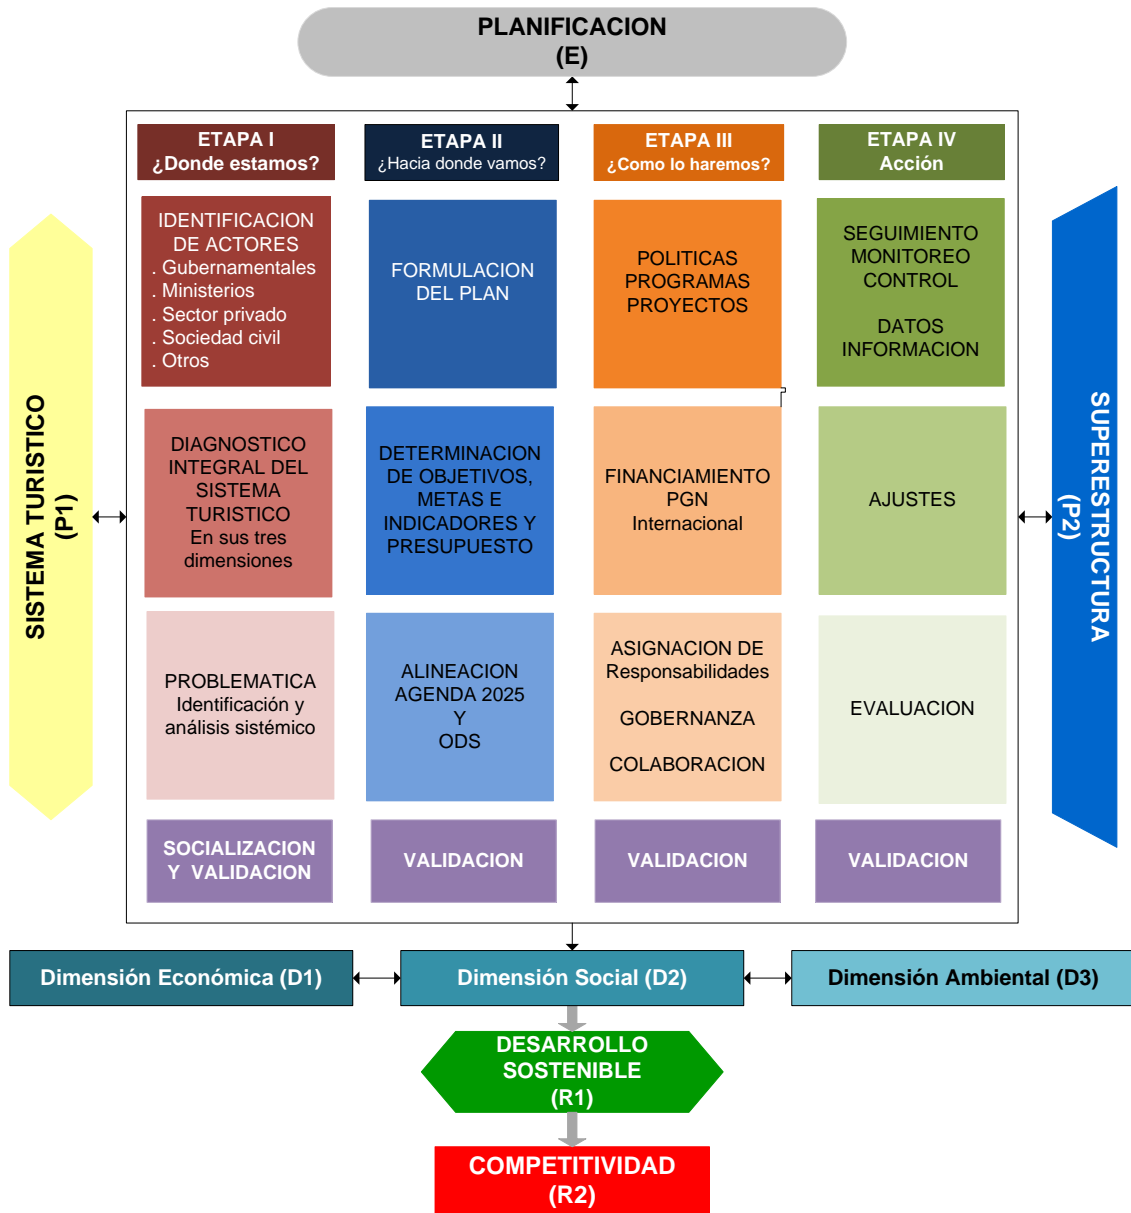 PLANIFICACION
(E)
ETAPA I
¿Donde estamos?
ETAPA II
¿Hacia donde vamos?
ETAPA III
¿Como lo haremos?
ETAPA IV
Acción
IDENTIFICACION
DE ACTORES
. Gubernamentales
. Ministerios
. Sector privado
. Sociedad civil
. Otros
FORMULACION
DEL PLAN
POLITICAS
PROGRAMAS
PROYECTOS
SEGUIMIENTO
MONITOREO
CONTROL
DATOS
INFORMACION
SISTEMA TURISTICO
(P1)
SUPERESTRUCTURA
(P2)
DIAGNOSTICO
INTEGRAL DEL
SISTEMA
TURISTICO
En sus tres
dimensiones
DETERMINACION
DE OBJETIVOS,
METAS E
INDICADORES Y
PRESUPUESTO
FINANCIAMIENTO
PGN
Internacional
AJUSTES
PROBLEMATICA
Identificación y
análisis sistémico
ALINEACION
AGENDA 2025
Y
ODS
ASIGNACION DE
Responsabilidades
GOBERNANZA
COLABORACION
EVALUACION
SOCIALIZACION
Y VALIDACION
VALIDACION
VALIDACION
VALIDACION
Dimensión Económica (D1)
Dimensión Social (D2)
Dimensión Ambiental (D3)
DESARROLLO
SOSTENIBLE
(R1)
COMPETITIVIDAD
(R2)